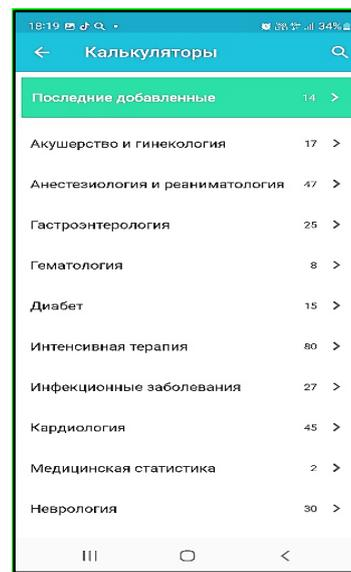 18:19
34%
Калькуляторы
Последние добавленные 14
Акушерство и гинекология 17
Анестезиология и реаниматология 47
Гастроэнтерология 25
Гематология 8
Диабет 15
Интенсивная терапия 80
Инфекционные заболевания 27
Кардиология 45
Медицинская статистика 2
Неврология 30